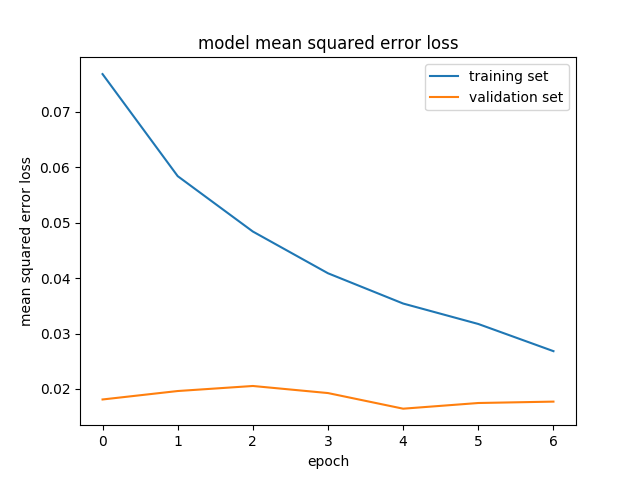 model mean squared error loss
training set
validation set
mean squared error loss
0.07
0.06
0.05
0.04
0.03
0.02
0 1 2 3 4 5 6
epoch